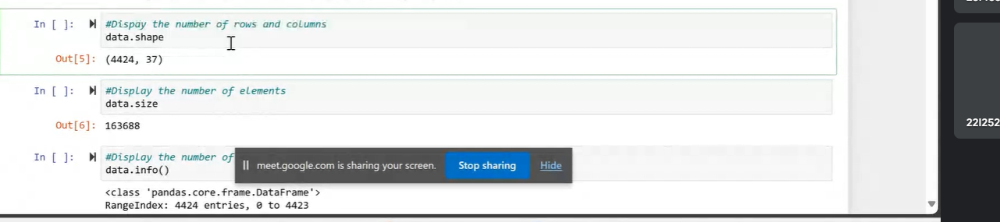 In [ ]: #Dispay the number of rows and columns
data.shape
Out[5]: (4424, 37)
In [ ]: #Display the number of elements
data.size
Out[6]: 163688
In [ ]: #Display the number of
data.info()
meet.google.com is sharing your screen. Stop sharing Hide
<class 'pandas.core.frame.DataFrame'>
RangeIndex: 4424 entries, 0 to 4423
22I252